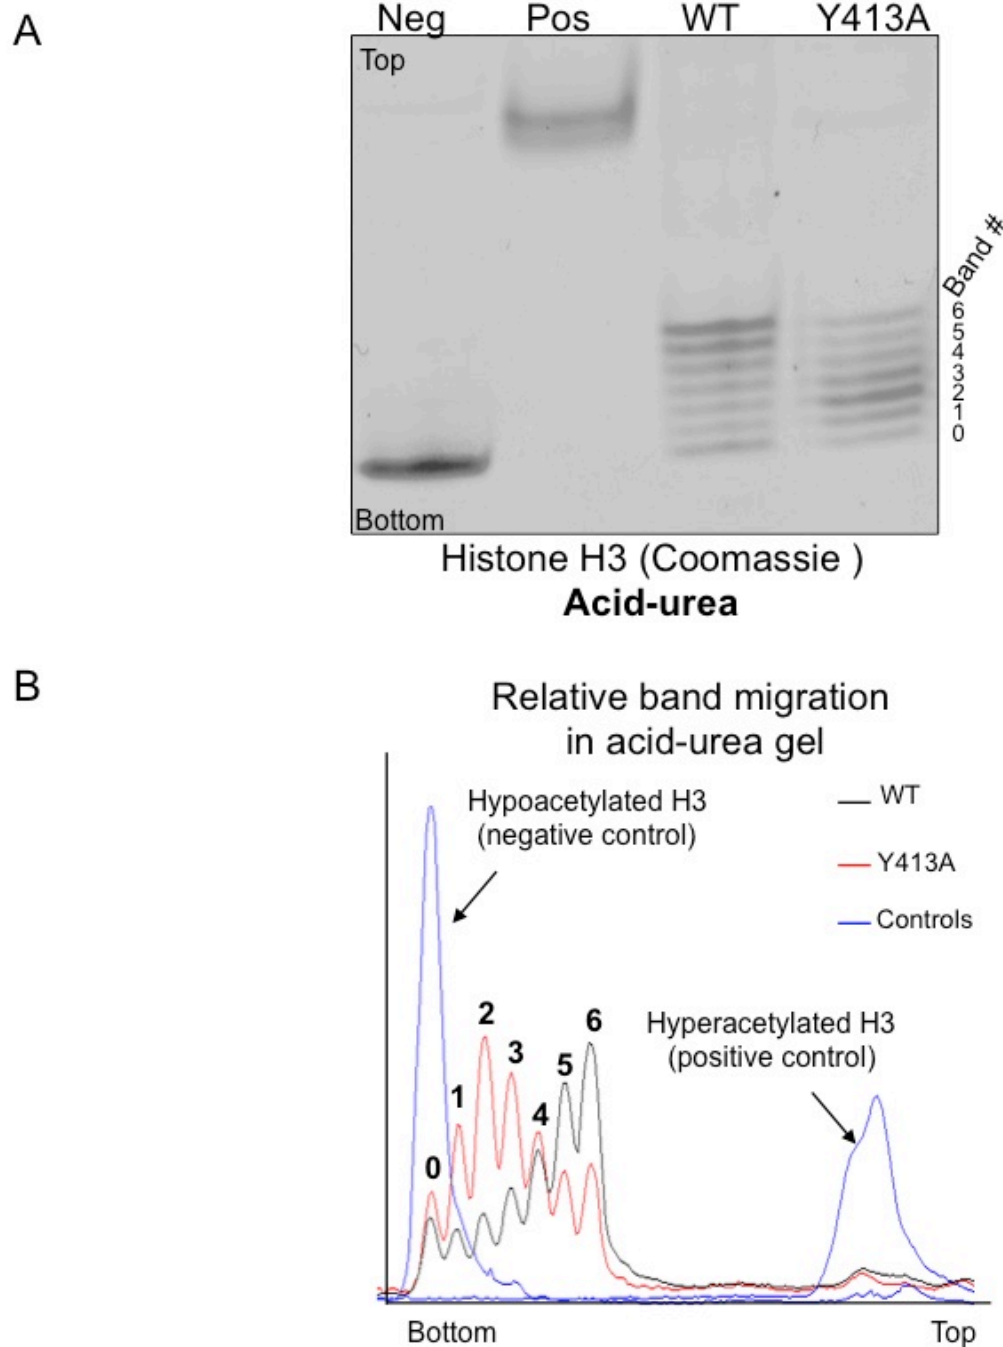 A
Neg Pos WT Y413A
Top
Band #
6
5
4
3
2
1
0
Bottom
Histone H3 (Coomassie )
Acid-urea
B
Relative band migration
in acid-urea gel
Hypoacetylated H3
(negative control)
WT
Y413A
Controls
Hyperacetylated H3
(positive control)
0
1
2
3
4
5
6
Bottom Top